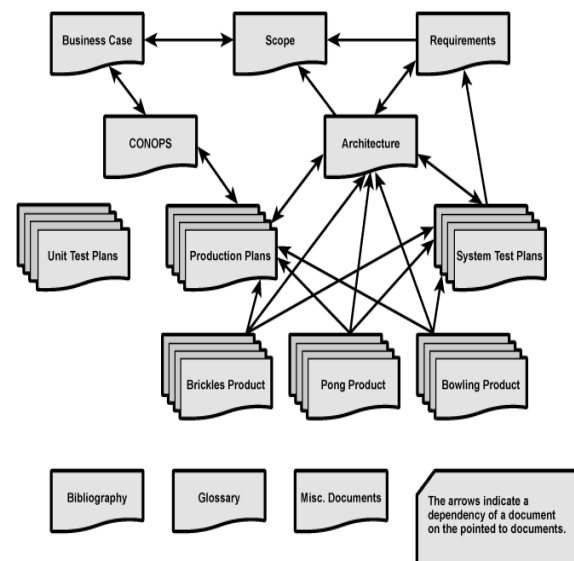 Business Case
Scope
Requirements
CONOPS
Architecture
Unit Test Plans
Production Plans
System Test Plans
Brickles Product
Pong Product
Bowling Product
Bibliography
Glossary
Misc. Documents
The arrows indicate a
dependency of a document
on the pointed to documents.